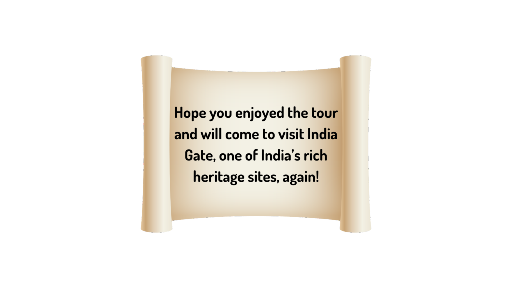 Hope you enjoyed the tour
and will come to visit India
Gate, one of India's rich
heritage sites, again!